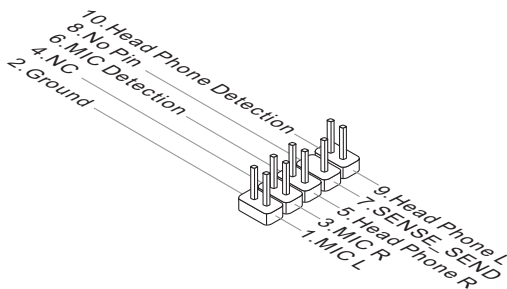 10.Head Phone Detection
8.No Pin
6.MIC Detection
4.NC
2.Ground
9.Head Phone L
7.SENSE_SEND
5.Head Phone R
3.MIC R
1.MIC L